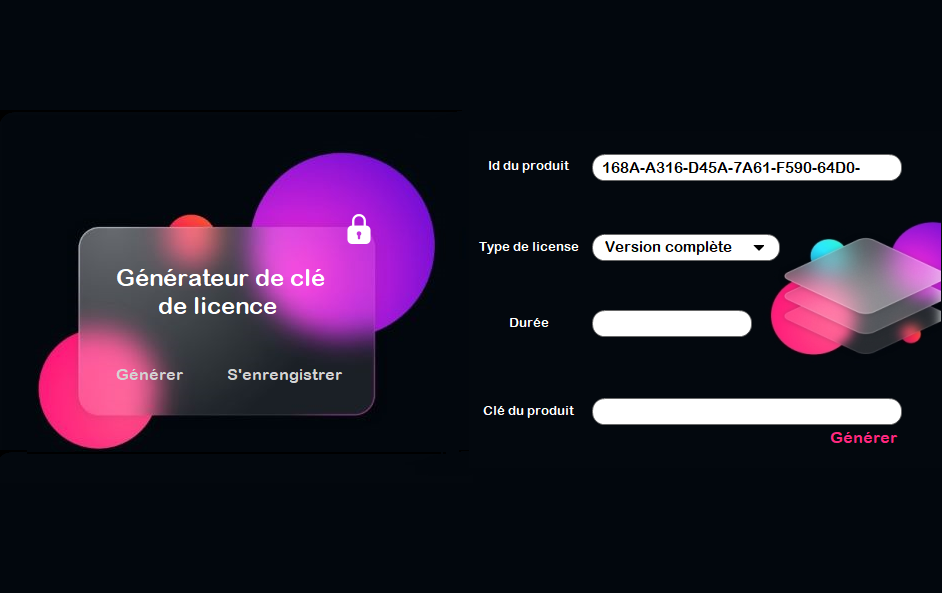 Générateur de clé
de licence
Générer
S'enrengistrer
Id du produit
168A-A316-D45A-7A61-F590-64D0-
Type de license
Version complète
Durée
Clé du produit
Générer